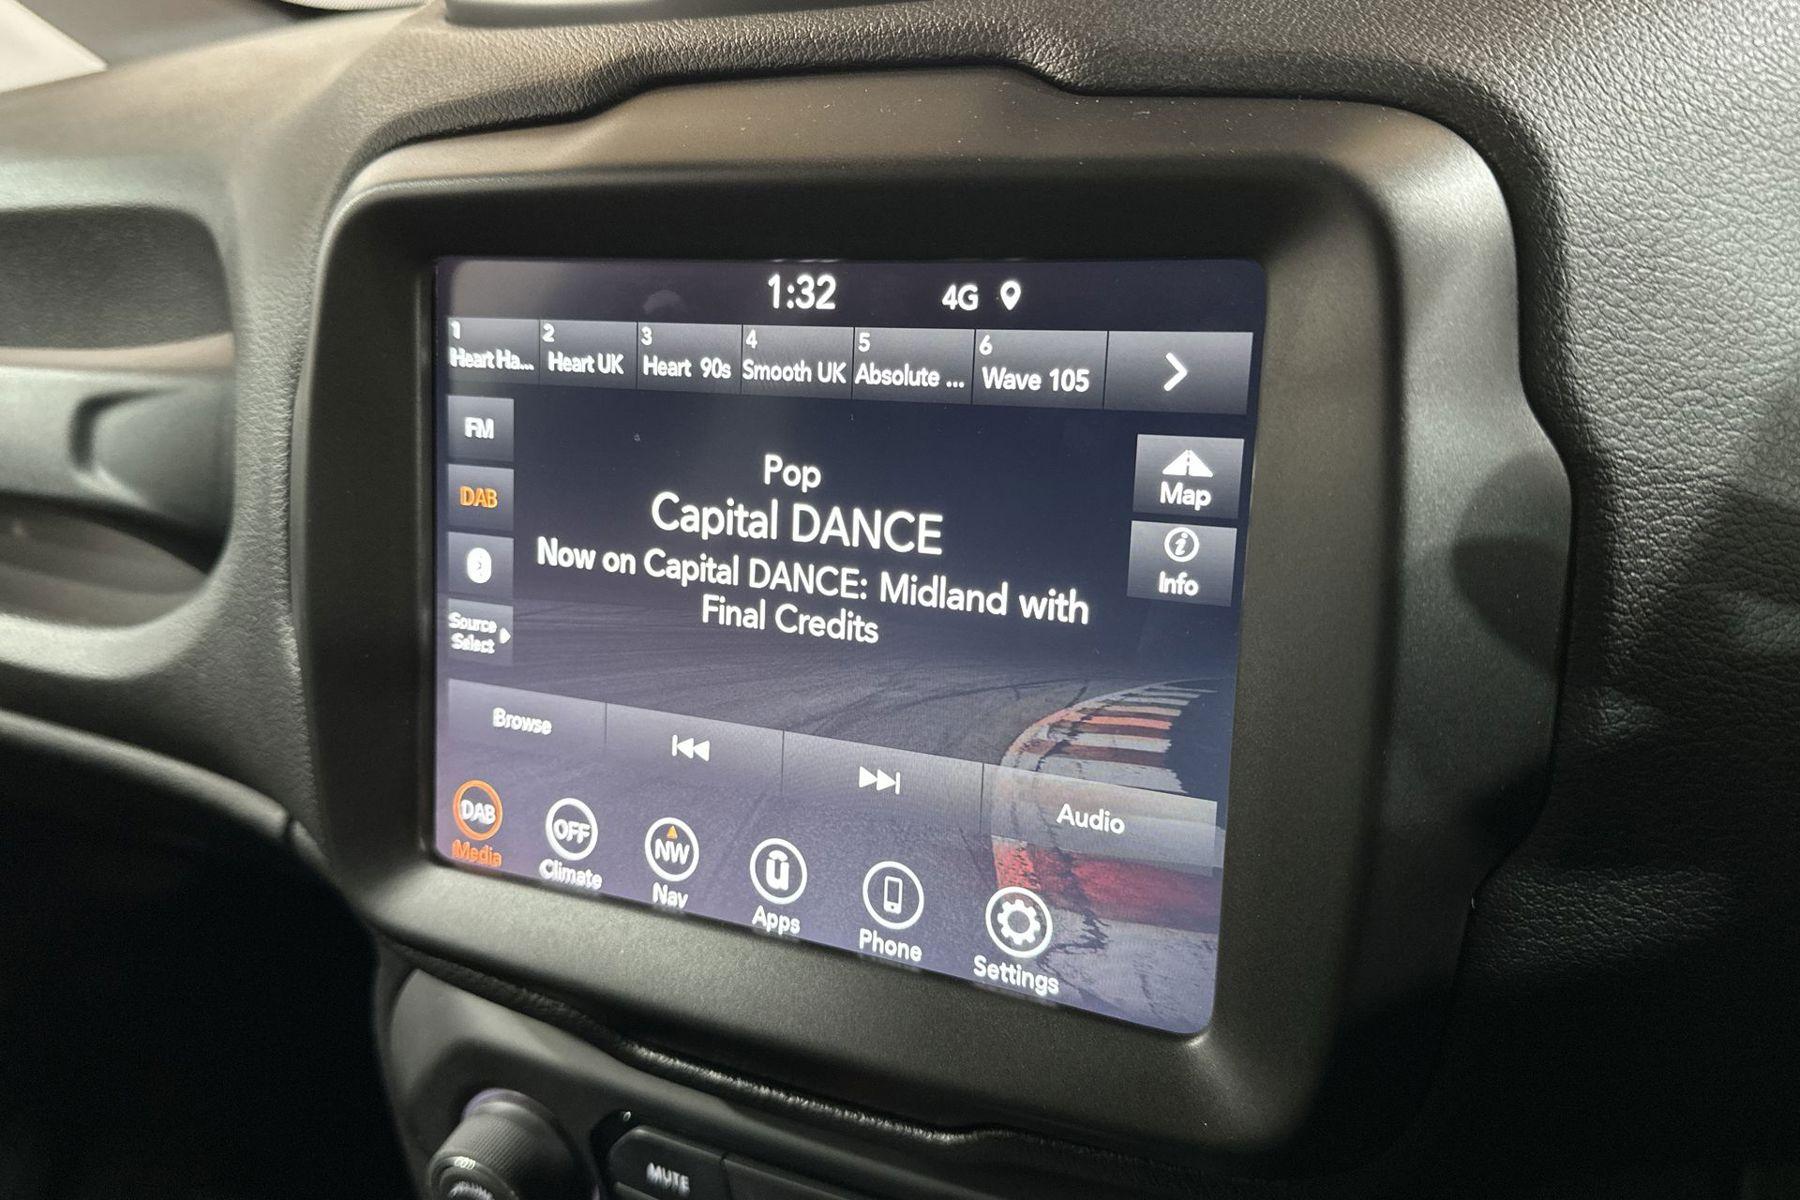 1:32 4G
1 2 3 4 5 6
Heart Ha... Heart UK Heart 90s Smooth UK Absolute ... Wave 105
FM
DAB
Source
Select
Pop
Capital DANCE
Now on Capital DANCE: Midland with
Final Credits
Map
Info
Browse
Audio
DAB OFF NW
Media Climate Nav Apps Phone Settings
MUTE